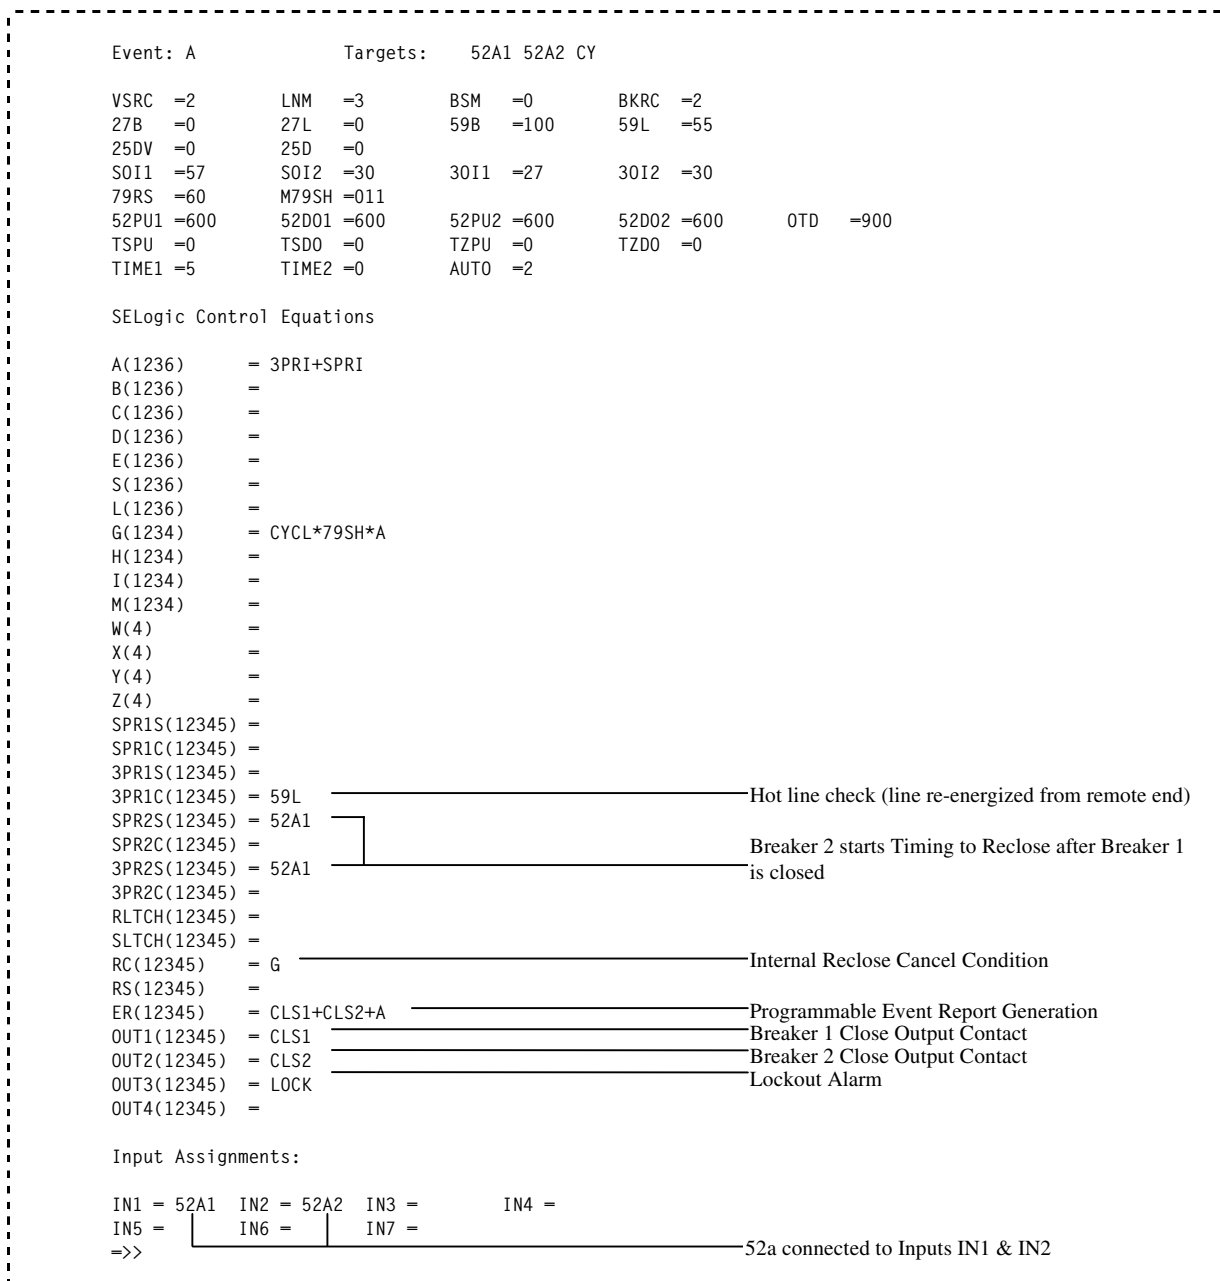 Event: A Targets: 52A1 52A2 CY
VSRC =2 LNM =3 BSM =0 BKRC =2
27B =0 27L =0 59B =100 59L =55
25DV =0 25D =0
SOI1 =57 SOI2 =30 3OI1 =27 3OI2 =30
79RS =60 M79SH =011
52PU1 =600 52DO1 =600 52PU2 =600 52DO2 =600 OTD =900
TSPU =0 TSDO =0 TZPU =0 TZDO =0
TIME1 =5 TIME2 =0 AUTO =2
SELogic Control Equations
A(1236) = 3PRI+SPRI
B(1236) =
C(1236) =
D(1236) =
E(1236) =
S(1236) =
L(1236) =
G(1234) = CYCL*79SH*A
H(1234) =
I(1234) =
M(1234) =
W(4) =
X(4) =
Y(4) =
Z(4) =
SPR1S(12345) =
SPR1C(12345) =
3PR1S(12345) =
3PR1C(12345) = 59L Hot line check (line re-energized from remote end)
SPR2S(12345) = 52A1
SPR2C(12345) = Breaker 2 starts Timing to Reclose after Breaker 1
3PR2S(12345) = 52A1 is closed
3PR2C(12345) =
RLTCH(12345) =
SLTCH(12345) =
RC(12345) = G Internal Reclose Cancel Condition
RS(12345) =
ER(12345) = CLS1+CLS2+A Programmable Event Report Generation
OUT1(12345) = CLS1 Breaker 1 Close Output Contact
OUT2(12345) = CLS2 Breaker 2 Close Output Contact
OUT3(12345) = LOCK Lockout Alarm
OUT4(12345) =
Input Assignments:
IN1 = 52A1 IN2 = 52A2 IN3 = IN4 =
IN5 = IN6 = IN7 =
=>> 52a connected to Inputs IN1 & IN2